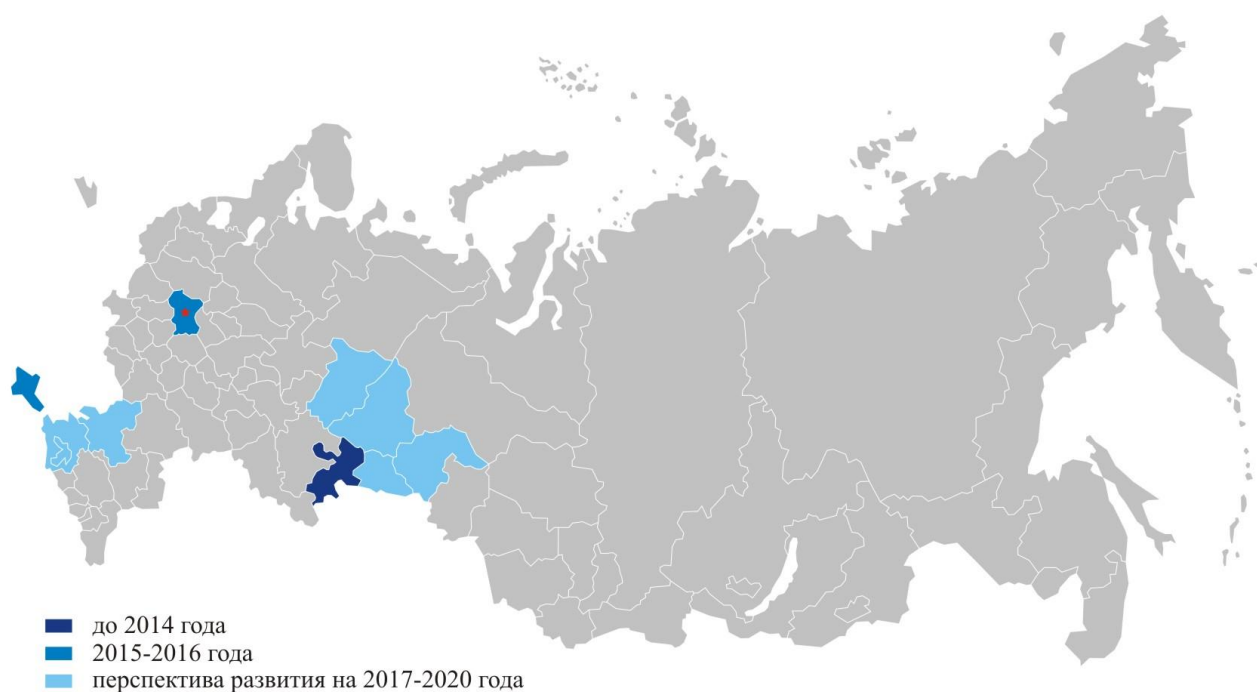 до 2014 года
2015-2016 года
перспектива развития на 2017-2020 года